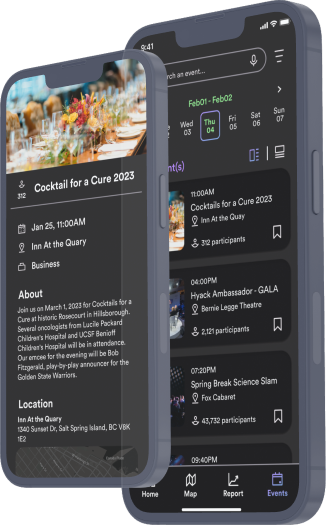 312
Cocktail for a Cure 2023
Jan 25, 11:00AM
Inn At the Quary
Business
About
Join us on March 1, 2023 for Cocktails for a
Cure at historic Rosecourt in Hillsborough.
Several oncologists from Lucile Packard
Children's Hospital and UCSF Benioff
Children's Hospital will be in attendance.
Our emcee for the evening will be Bob
Fitzgerald, play-by-play announcer for the
Golden State Warriors.
Location
Inn At the Quary
1340 Sunset Dr, Salt Spring Island, BC V8K
1E2
9:41
rch an event...
Feb01 - Feb02
Wed
03
Thu
04
Fri
05
Sat
06
Sun
07
nt(s)
11:00AM
Cocktails for a Cure 2023
Inn At the Quay
312 participants
04:00PM
Hyack Ambassador - GALA
Bernie Legge Theatre
2,121 participants
07:20PM
Spring Break Science Slam
Fox Cabaret
43,732 participants
09:40PM
Home
Map
Report
Events